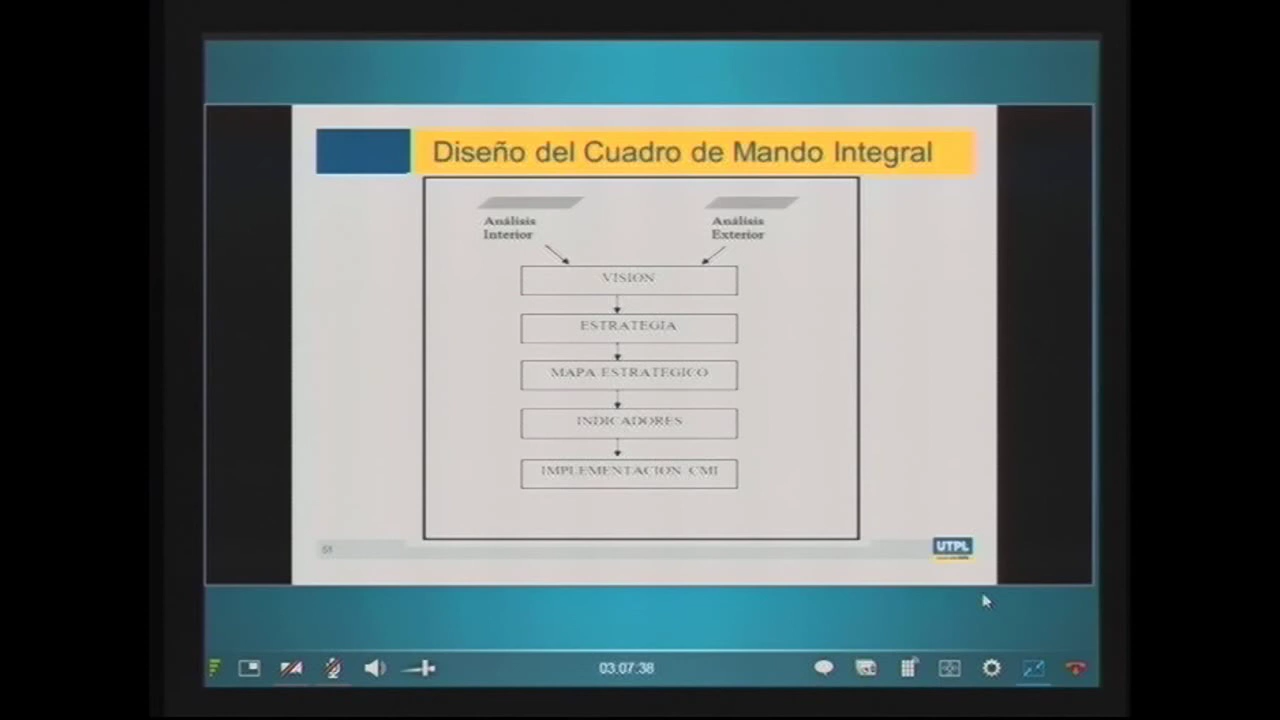 Diseño del Cuadro de Mando Integral
Análisis
Interior
Análisis
Exterior
VISION
ESTRATEGIA
MAPA ESTRATEGICO
INDICADORES
IMPLEMENTACION CMI
UTPL
03:07:38